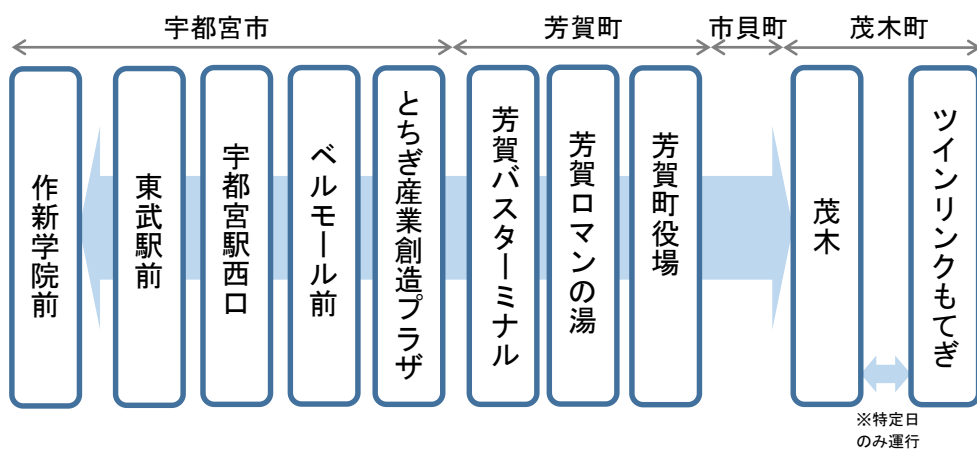 宇都宮市
芳賀町
市貝町
茂木町
作新学院前
東武駅前
宇都宮駅西口
ベルモール前
とちぎ産業創造プラザ
芳賀バスターミナル
芳賀ロマンの湯
芳賀町役場
茂木
ツインリンクもてぎ
※特定日
のみ運行